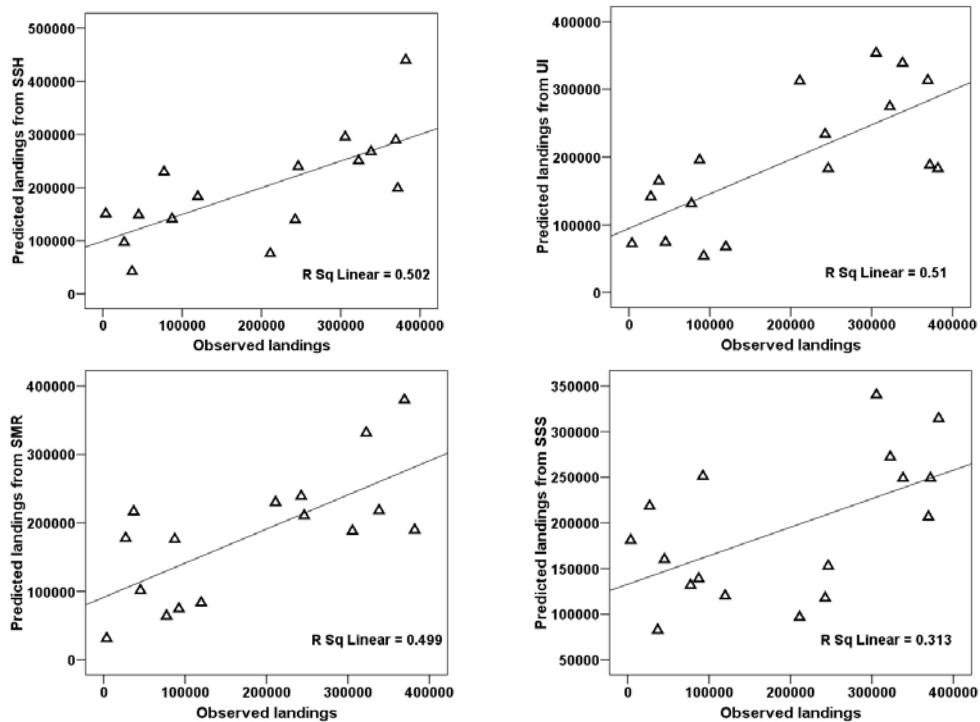 Predicted landings from SSH
500000
400000
300000
200000
100000
0
R Sq Linear = 0.502
0 100000 200000 300000 400000
Observed landings
Predicted landings from UI
400000
300000
200000
100000
0
R Sq Linear = 0.51
0 100000 200000 300000 400000
Observed landings
Predicted landings from SMR
400000
300000
200000
100000
0
R Sq Linear = 0.499
0 100000 200000 300000 400000
Observed landings
Predicted landings from SSS
350000
300000
250000
200000
150000
100000
50000
R Sq Linear = 0.313
0 100000 200000 300000 400000
Observed landings